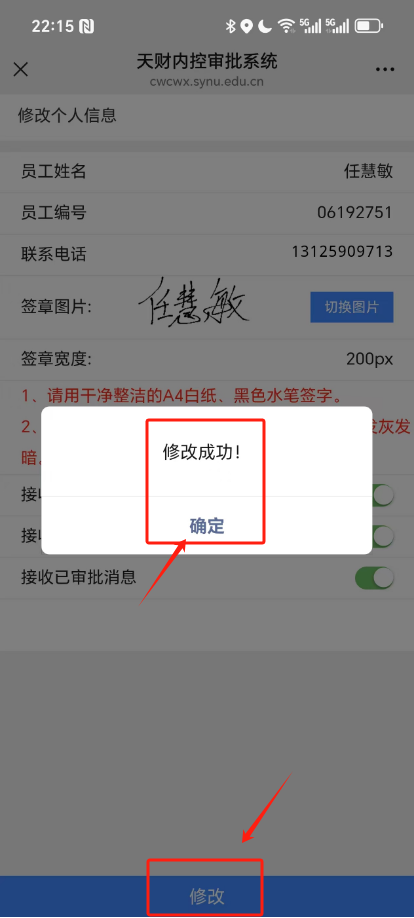 22:15
5G 5G
天财内控审批系统
cwcwx.synu.edu.cn
修改个人信息
员工姓名 任慧敏
员工编号 06192751
联系电话 13125909713
签章图片: 任慧敏 切换图片
签章宽度: 200px
1、请用干净整洁的A4白纸、黑色水笔签字。
2、 发灰发
暗。
修改成功!
接收
确定
接收
接收已审批消息
修改